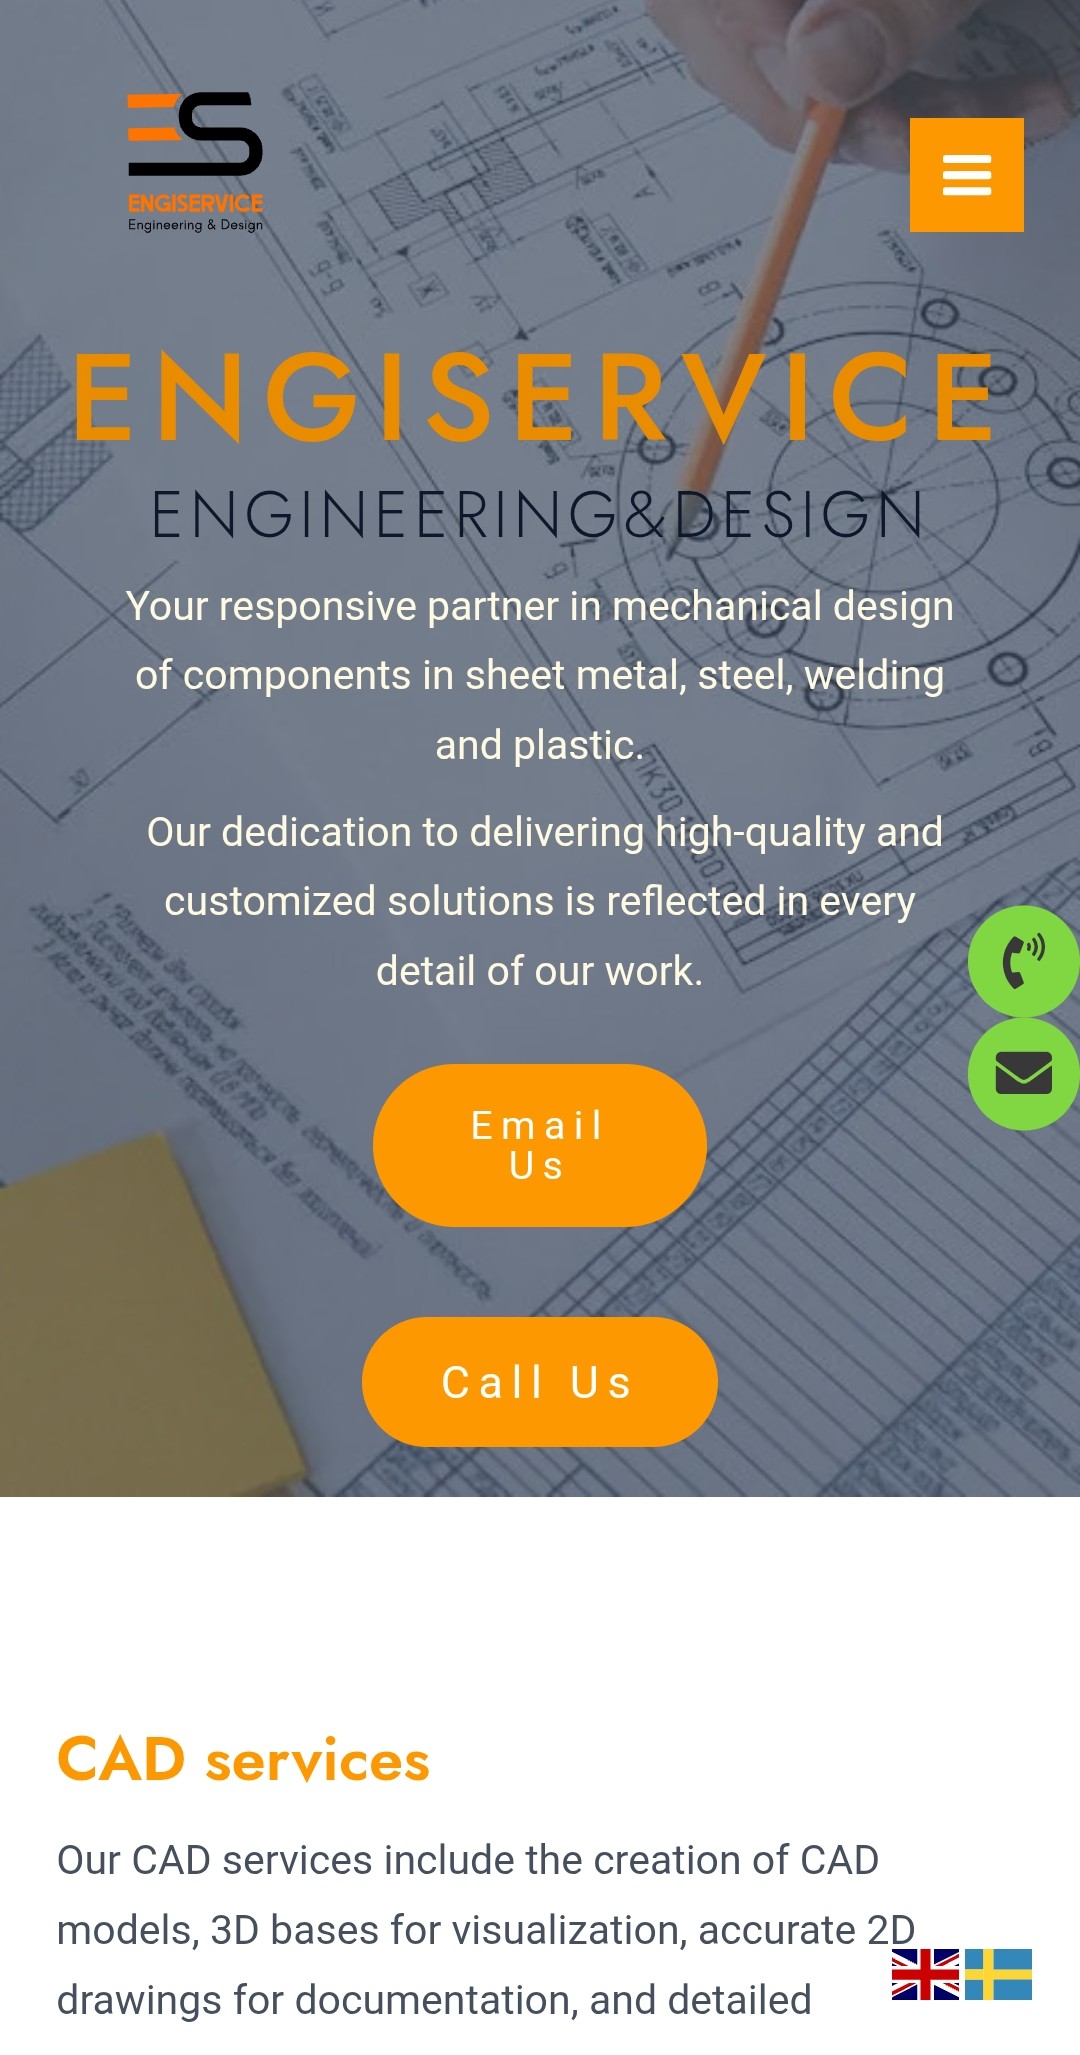 ES
ENGISERVICE
Engineering & Design
ENGISERVICE
ENGINEERING&DESIGN
Your responsive partner in mechanical design
of components in sheet metal, steel, welding
and plastic.
Our dedication to delivering high-quality and
customized solutions is reflected in every
detail of our work.
Email
Us
Call Us
CAD services
Our CAD services include the creation of CAD
models, 3D bases for visualization, accurate 2D
drawings for documentation, and detailed